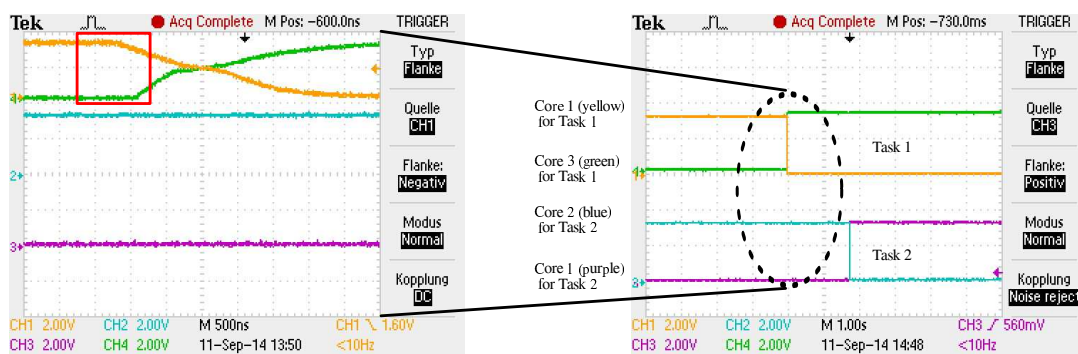 Tek Acq Complete M Pos: -600.0ns TRIGGER
Typ
Flanke
Quelle
CH1
Flanke:
Negativ
Modus
Normal
Kopplung
DC
4
2
3
CH1 2.00V CH2 2.00V M 500ns CH1 1.60V
CH3 2.00V CH4 2.00V 11-Sep-14 13:50 <10Hz
Core 1 (yellow)
for Task 1
Core 3 (green)
for Task 1
Core 2 (blue)
for Task 2
Core 1 (purple)
for Task 2
Tek Acq Complete M Pos: -730.0ms TRIGGER
Typ
Flanke
Quelle
CH3
Flanke:
Positiv
Modus
Normal
Kopplung
Noise reject
Task 1
Task 2
CH1 2.00V CH2 2.00V M 1.00s CH3 560mV
CH3 2.00V CH4 2.00V 11-Sep-14 14:48 <10Hz